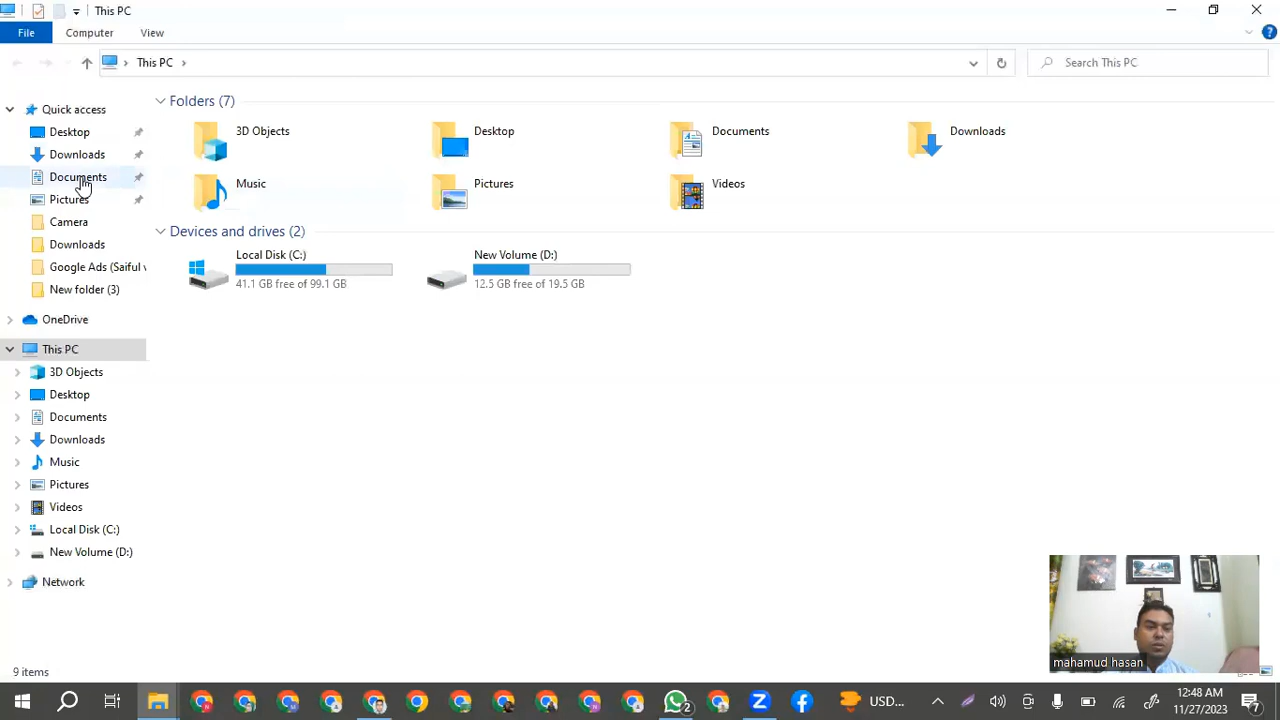 This PC
File
Computer
View
This PC
Search This PC
Quick access
Desktop
Downloads
Documents
Pictures
Camera
Downloads
Google Ads (Saiful v
New folder (3)
OneDrive
This PC
3D Objects
Desktop
Documents
Downloads
Music
Pictures
Videos
Local Disk (C:)
New Volume (D:)
Network
Folders (7)
3D Objects
Desktop
Documents
Downloads
Music
Pictures
Videos
Devices and drives (2)
Local Disk (C:)
41.1 GB free of 99.1 GB
New Volume (D:)
12.5 GB free of 19.5 GB
mahamud hasan
9 items
2
USD...
12:48 AM
11/27/2023
7